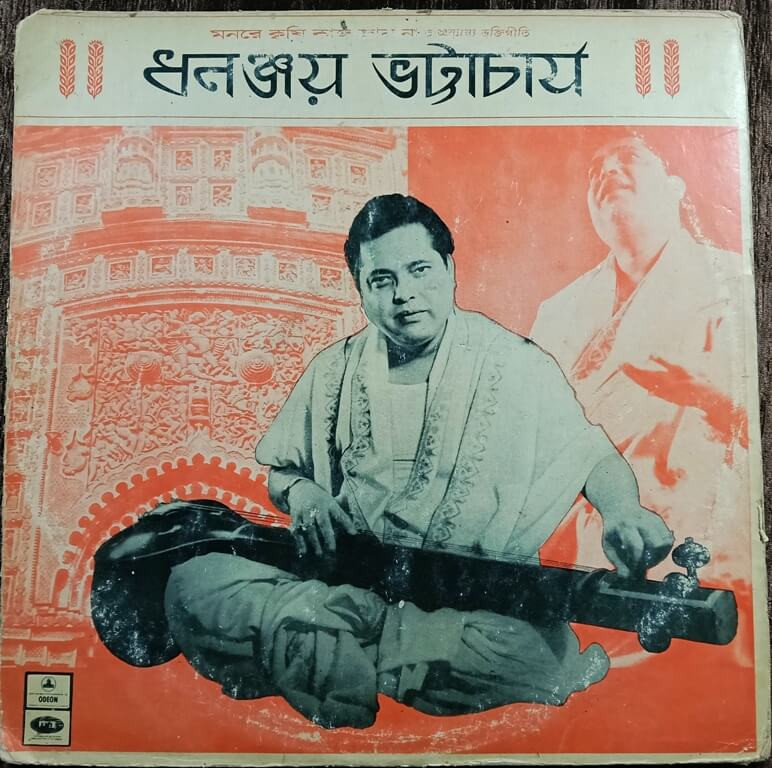 মনরে কৃষি কাজ জান না ও অন্যান্য ভক্তিগীতি
ধনঞ্জয় ভট্টাচার্য
ODEON